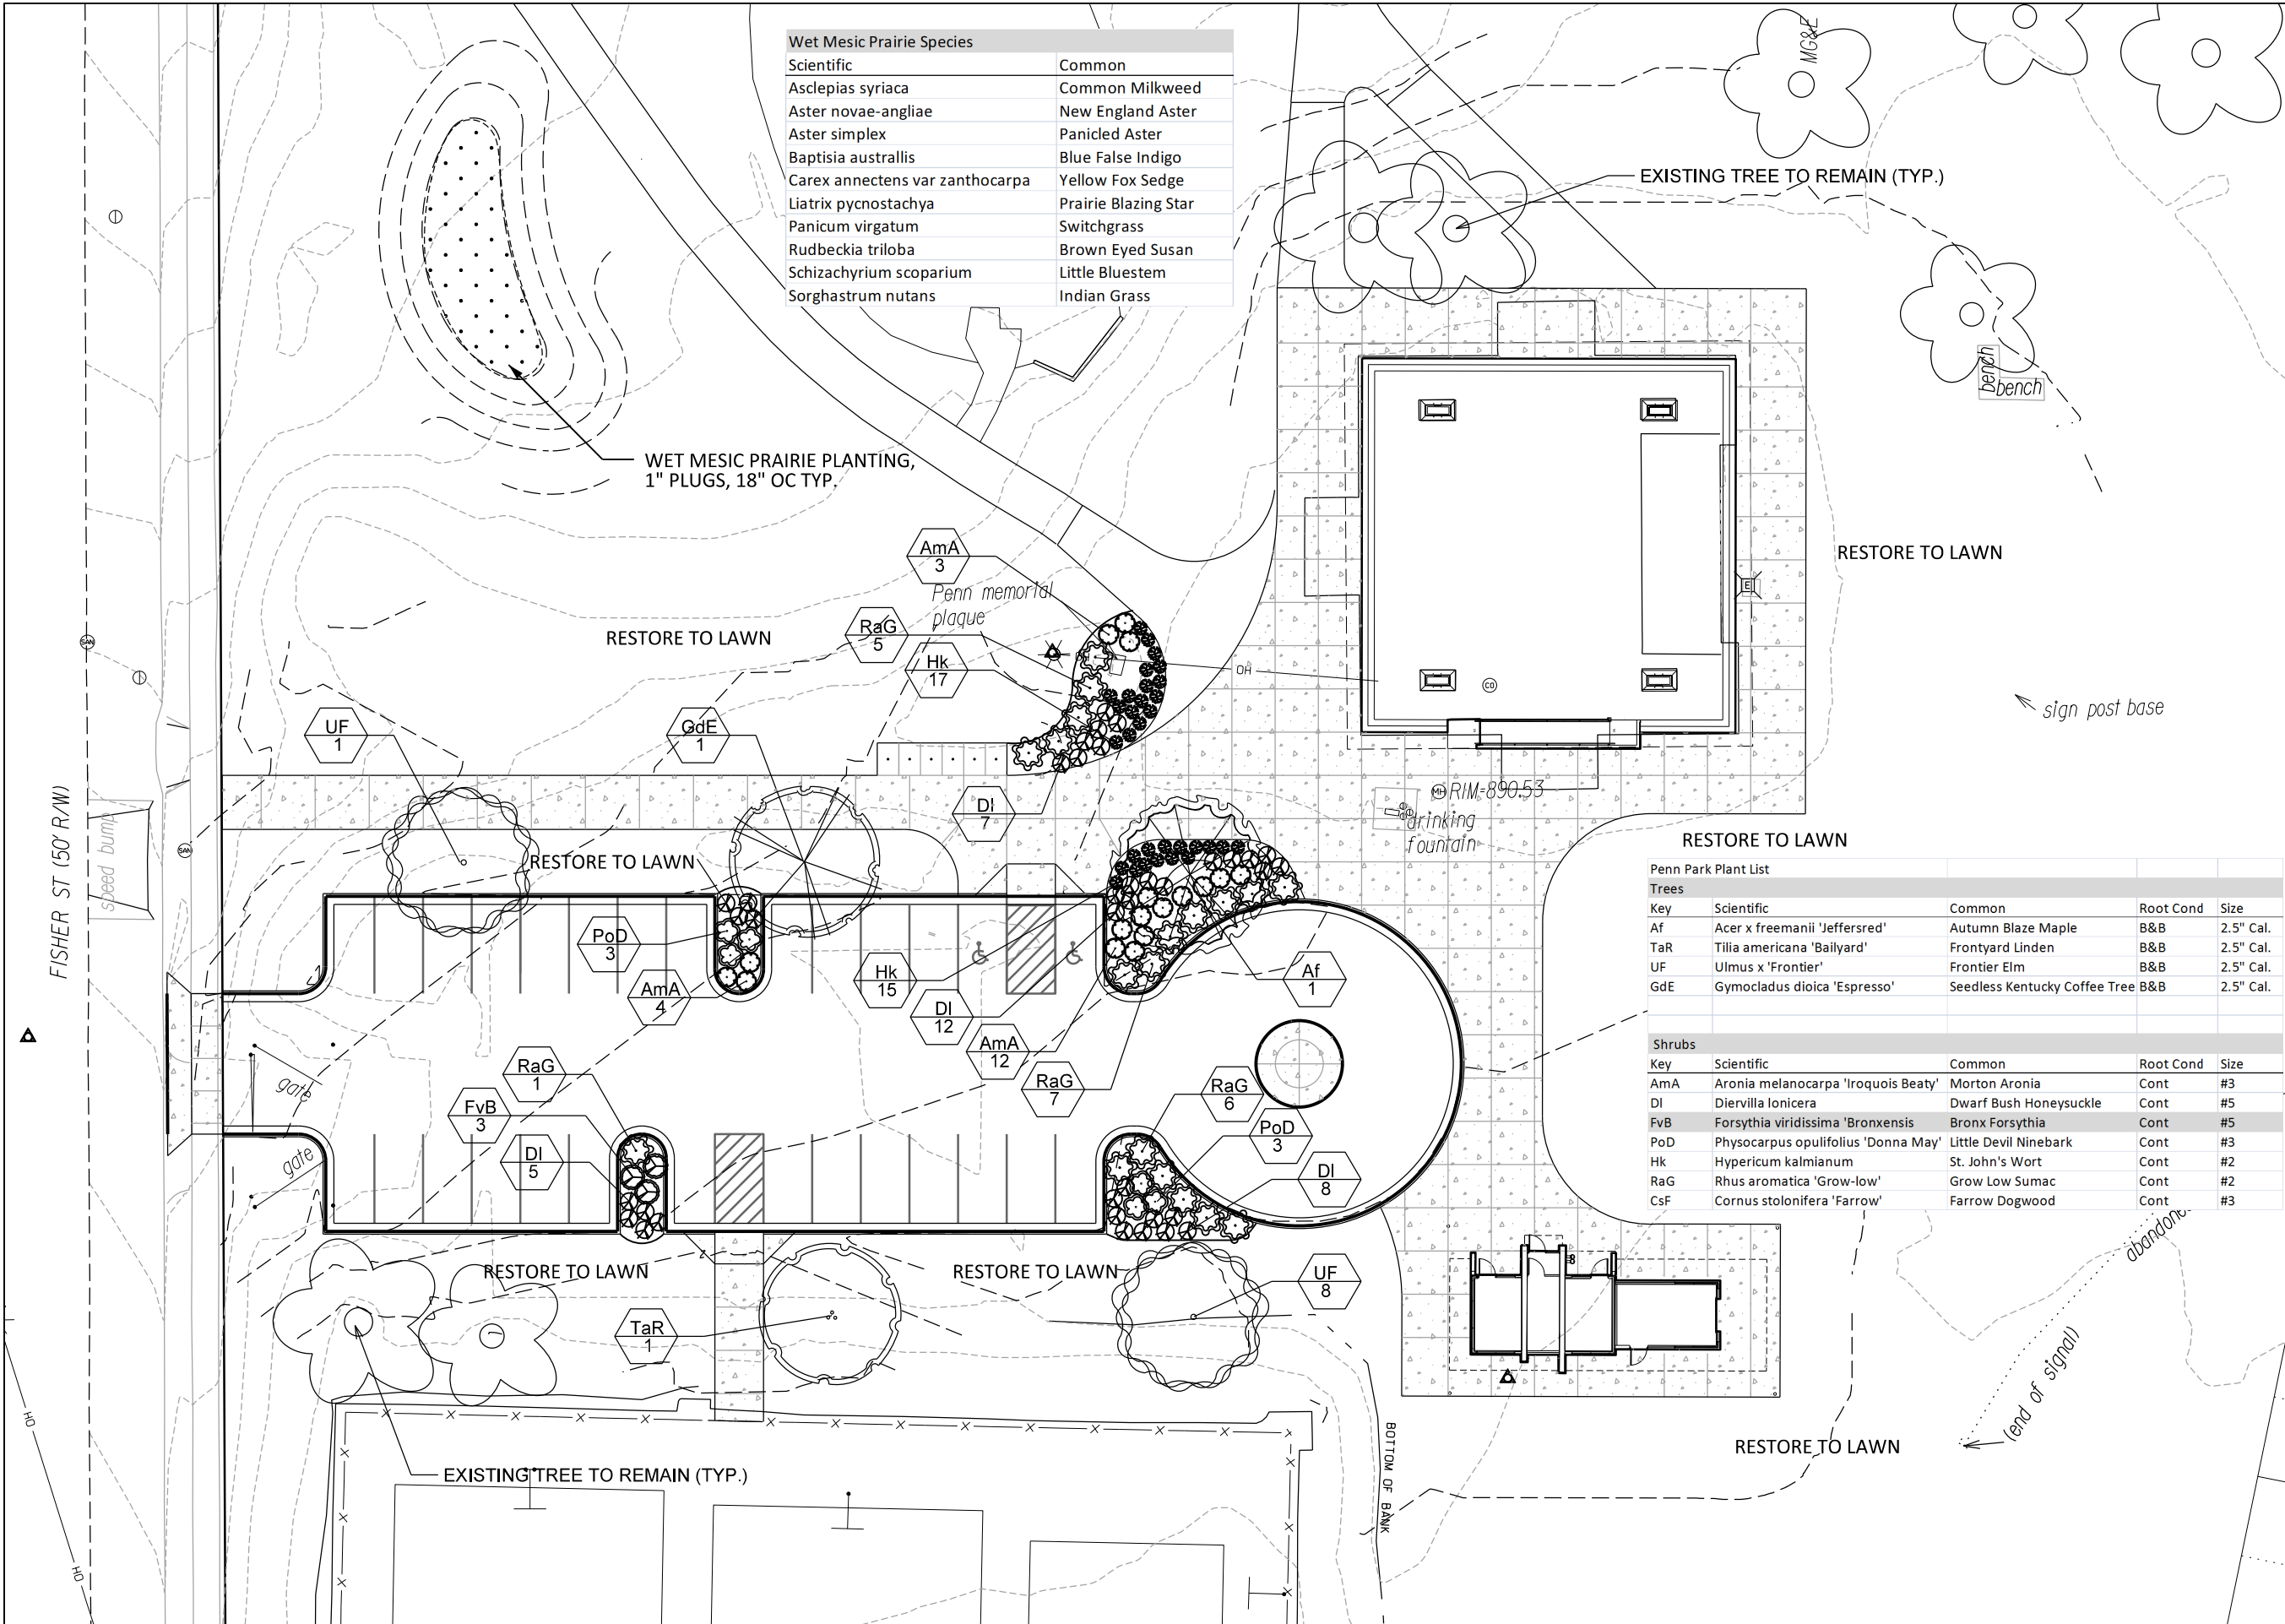 Wet Mesic Prairie Species
Scientific Common
Asclepias syriaca Common Milkweed
Aster novae-angliae New England Aster
Aster simplex Panicled Aster
Baptisia australlis Blue False Indigo
Carex annectens var zanthocarpa Yellow Fox Sedge
Liatrix pycnostachya Prairie Blazing Star
Panicum virgatum Switchgrass
Rudbeckia triloba Brown Eyed Susan
Schizachyrium scoparium Little Bluestem
Sorghastrum nutans Indian Grass
MG&E
EXISTING TREE TO REMAIN (TYP.)
bench
bench
WET MESIC PRAIRIE PLANTING,
1" PLUGS, 18" OC TYP.
RESTORE TO LAWN
AmA
3
Penn memorial
plaque
RaG
5
Hk
17
RESTORE TO LAWN
SAN
E
OH
CO
sign post base
UF
1
GdE
1
DI
7
MH RIM=890.53
drinking
fountain
FISHER ST (50' R/W)
speed bump
SAN
RESTORE TO LAWN
RESTORE TO LAWN
Penn Park Plant List
Trees
Key Scientific Common Root Cond Size
Af Acer x freemanii 'Jeffersred' Autumn Blaze Maple B&B 2.5" Cal.
TaR Tilia americana 'Bailyard' Frontyard Linden B&B 2.5" Cal.
UF Ulmus x 'Frontier' Frontier Elm B&B 2.5" Cal.
GdE Gymocladus dioica 'Espresso' Seedless Kentucky Coffee Tree B&B 2.5" Cal.
Shrubs
Key Scientific Common Root Cond Size
AmA Aronia melanocarpa 'Iroquois Beaty' Morton Aronia Cont #3
DI Diervilla lonicera Dwarf Bush Honeysuckle Cont #5
FvB Forsythia viridissima 'Bronxensis Bronx Forsythia Cont #5
PoD Physocarpus opulifolius 'Donna May' Little Devil Ninebark Cont #3
Hk Hypericum kalmianum St. John's Wort Cont #2
RaG Rhus aromatica 'Grow-low' Grow Low Sumac Cont #2
CsF Cornus stolonifera 'Farrow' Farrow Dogwood Cont #3
PoD
3
AmA
4
Hk
15
DI
12
AmA
12
RaG
7
Af
1
RaG
1
FvB
3
DI
5
RaG
6
PoD
3
DI
8
gate
gate
RESTORE TO LAWN
RESTORE TO LAWN
UF
8
TaR
1
abandone
(end of signal)
EXISTING TREE TO REMAIN (TYP.)
BOTTOM OF BANK
RESTORE TO LAWN
OH
OH